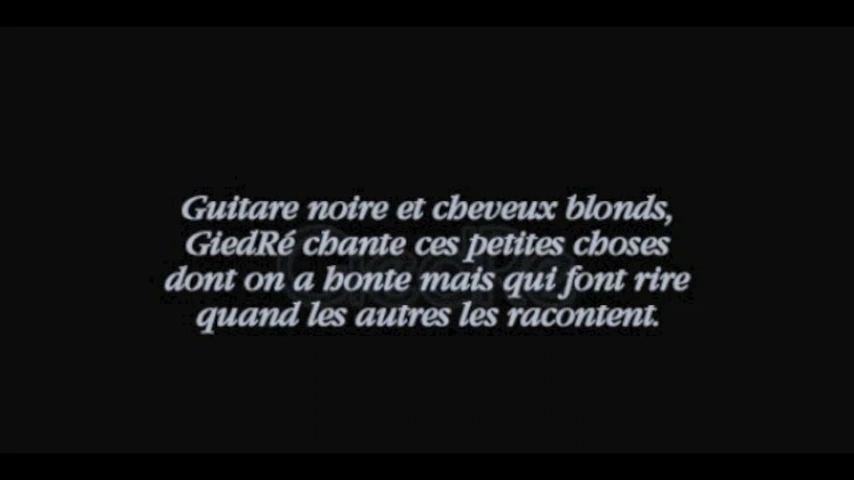 Guitare noire et cheveux blonds,
GiedRé chante ces petites choses
dont on a honte mais qui font rire
quand les autres les racontent.